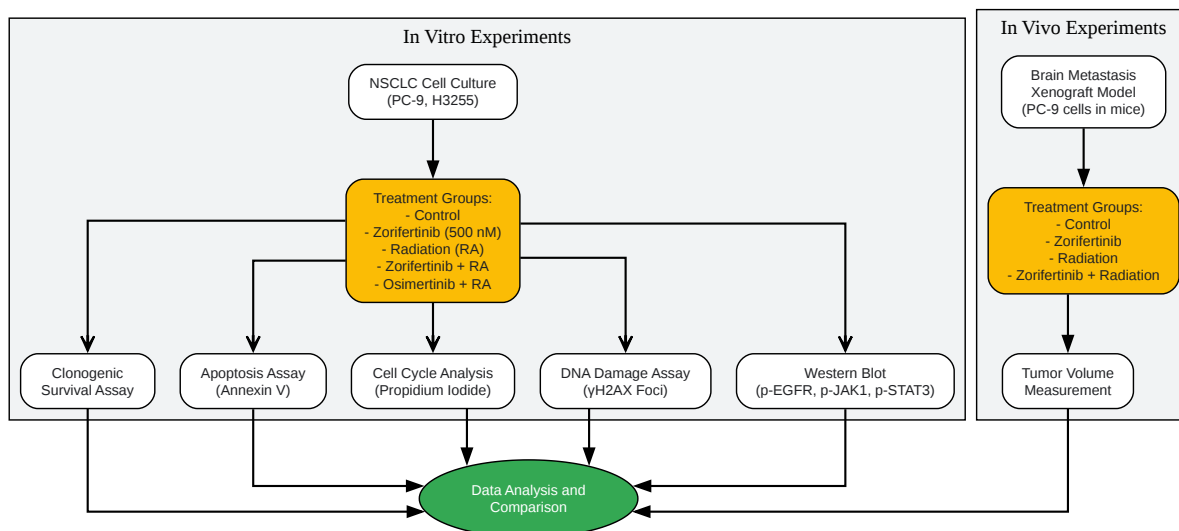 In Vitro Experiments
NSCLC Cell Culture
(PC-9, H3255)
Treatment Groups:
- Control
- Zorifertinib (500 nM)
- Radiation (RA)
- Zorifertinib + RA
- Osimertinib + RA
Clonogenic
Survival Assay
Apoptosis Assay
(Annexin V)
Cell Cycle Analysis
(Propidium Iodide)
DNA Damage Assay
(γH2AX Foci)
Western Blot
(p-EGFR, p-JAK1, p-STAT3)
In Vivo Experiments
Brain Metastasis
Xenograft Model
(PC-9 cells in mice)
Treatment Groups:
- Control
- Zorifertinib
- Radiation
- Zorifertinib + Radiation
Tumor Volume
Measurement
Data Analysis and
Comparison